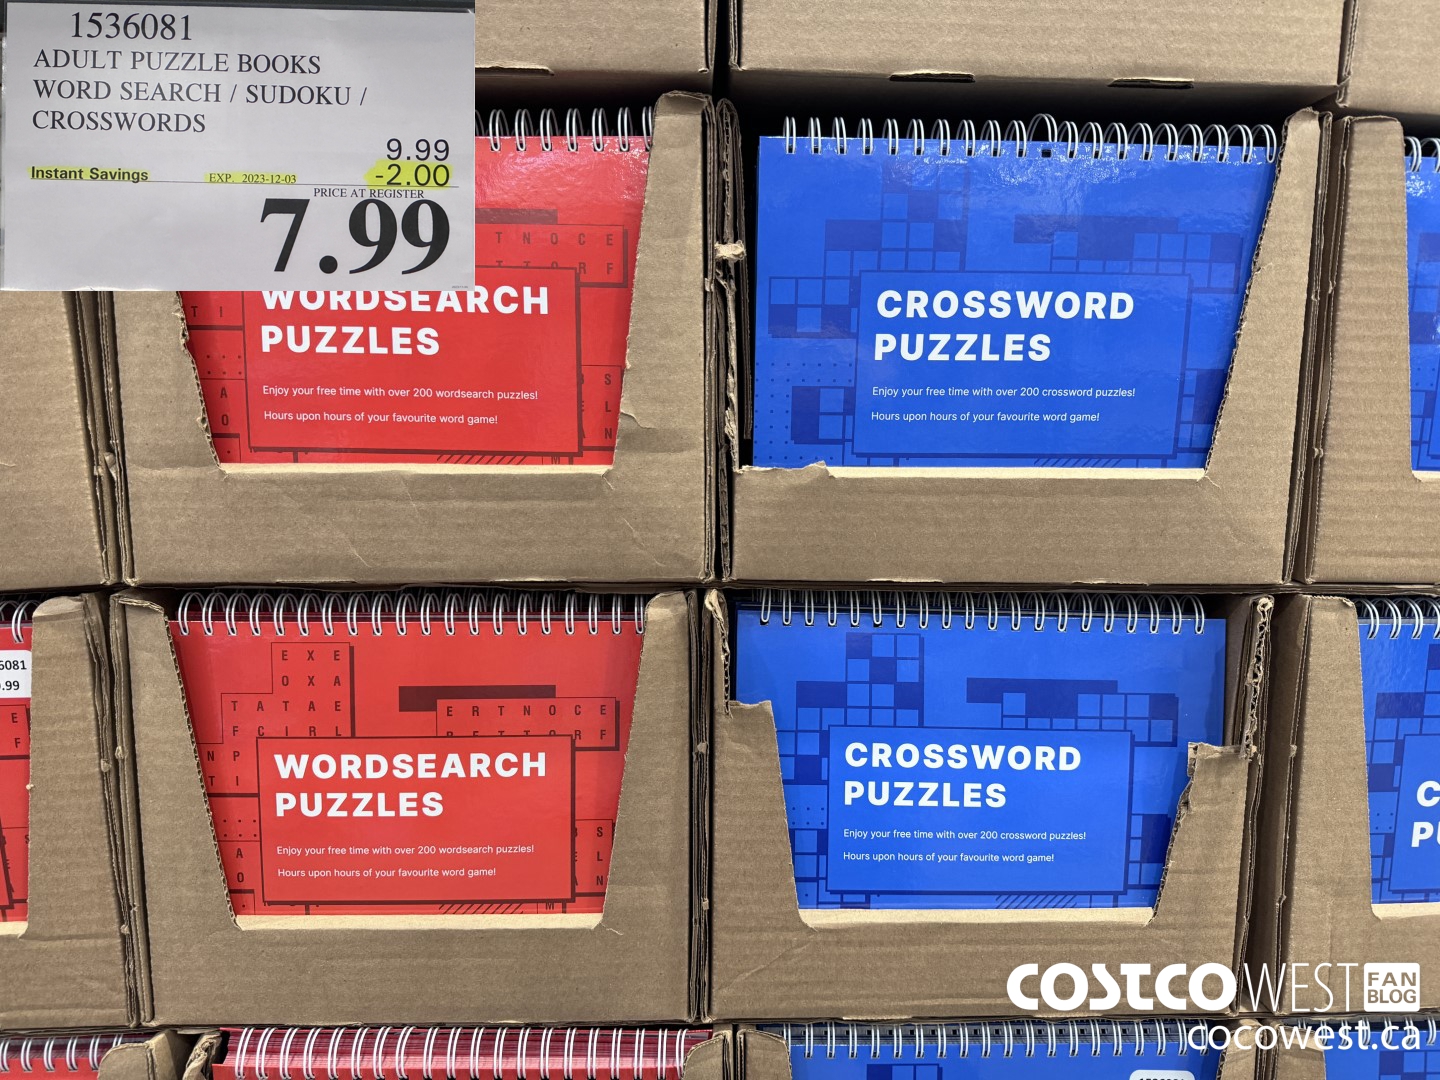 1536081
ADULT PUZZLE BOOKS
WORD SEARCH / SUDOKU /
CROSSWORDS
9.99
Instant Savings EXP. 2023-12-03 -2.00
PRICE AT REGISTER
7.99
T N O C E
T T O R F
T I
A
O
S
L
N
WORDSEARCH
PUZZLES
Enjoy your free time with over 200 wordsearch puzzles!
Hours upon hours of your favourite word game!
CROSSWORD
PUZZLES
Enjoy your free time with over 200 crossword puzzles!
Hours upon hours of your favourite word game!
6081
.99
E
F
E X E
O X A
T A T A E
F C I R L
N P
T I
E R T N O C E
R E T T O R F
WORDSEARCH
PUZZLES
Enjoy your free time with over 200 wordsearch puzzles!
Hours upon hours of your favourite word game!
A
O
S
L
N
M
CROSSWORD
PUZZLES
Enjoy your free time with over 200 crossword puzzles!
Hours upon hours of your favourite word game!
C
PU
COSTCO WEST FAN BLOG
cocowest.ca